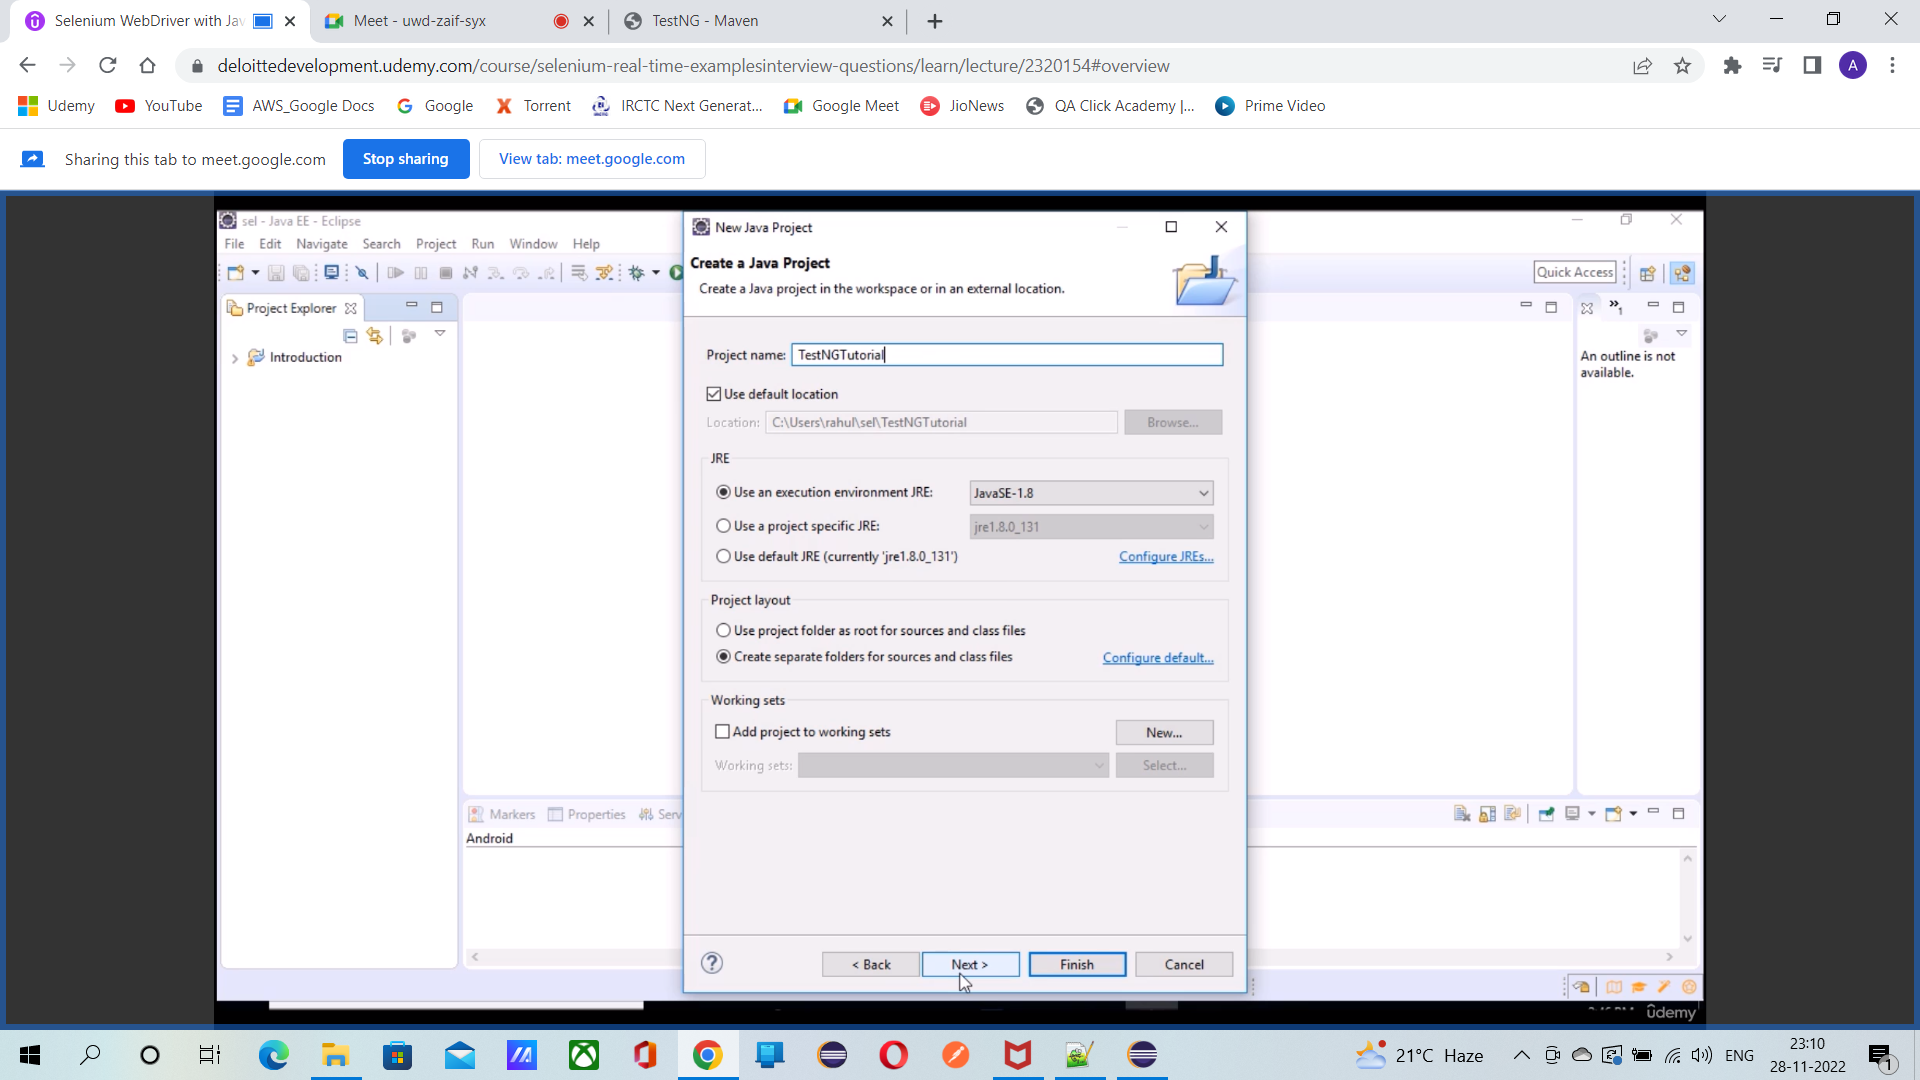 Selenium WebDriver with Jav
Meet - uwd-zaif-syx
TestNG - Maven
deloittedevelopment.udemy.com/course/selenium-real-time-examplesinterview-questions/learn/lecture/2320154#overview
A
Udemy
YouTube
AWS_Google Docs
Google
Torrent
IRCTC Next Generat...
Google Meet
JioNews
QA Click Academy |...
Prime Video
Sharing this tab to meet.google.com
Stop sharing
View tab: meet.google.com
sel - Java EE - Eclipse
File Edit Navigate Search Project Run Window Help
Quick Access
Project Explorer
Introduction
An outline is not
available.
New Java Project
Create a Java Project
Create a Java project in the workspace or in an external location.
Project name: TestNGTutorial
Use default location
Location: C:\Users\rahul\sel\TestNGTutorial
Browse...
JRE
Use an execution environment JRE:
JavaSE-1.8
Use a project specific JRE:
jre1.8.0_131
Use default JRE (currently 'jre1.8.0_131')
Configure JREs...
Project layout
Use project folder as root for sources and class files
Create separate folders for sources and class files
Configure default...
Working sets
Add project to working sets
New...
Working sets:
Select...
Markers
Properties
Serv
Android
< Back
Next >
Finish
Cancel
ûdemy
21°C Haze
ENG
23:10
28-11-2022
1